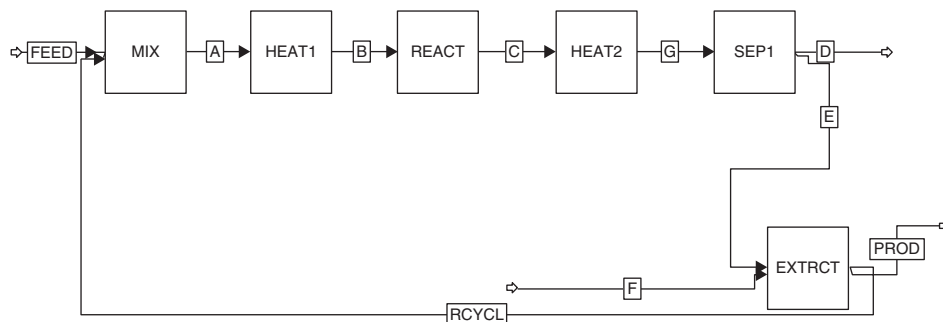 FEED
MIX
A
HEAT1
B
REACT
C
HEAT2
G
SEP1
D
E
EXTRCT
PROD
F
RCYCL